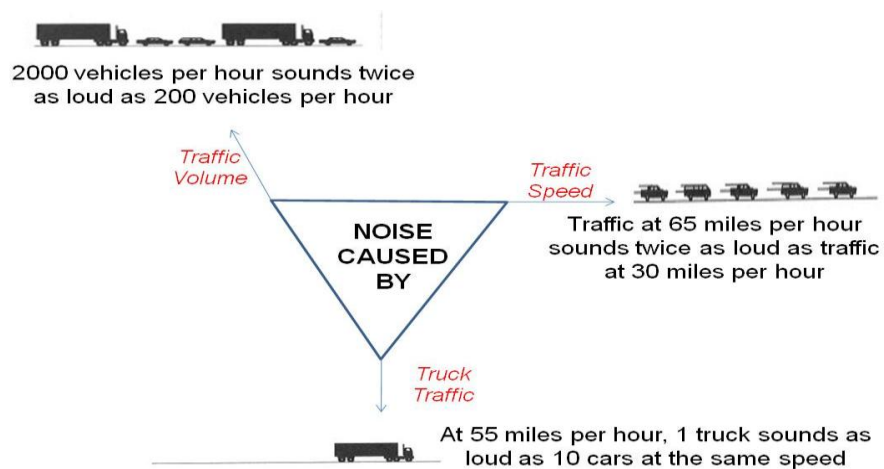 2000 vehicles per hour sounds twice
as loud as 200 vehicles per hour
Traffic
Volume
Traffic
Speed
NOISE
CAUSED
BY
Traffic at 65 miles per hour
sounds twice as loud as traffic
at 30 miles per hour
Truck
Traffic
At 55 miles per hour, 1 truck sounds as
loud as 10 cars at the same speed